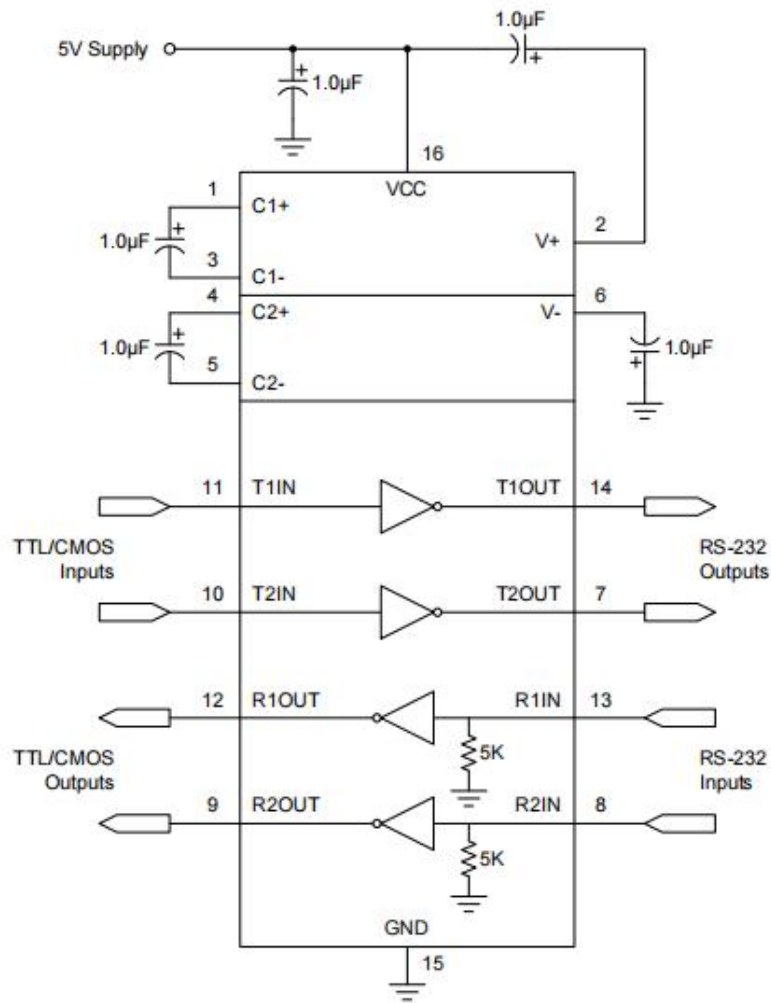 1.0µF
5V Supply
1.0µF
16
VCC
1
C1+
2
V+
1.0µF
3
C1-
4
C2+
6
V-
1.0µF
1.0µF
5
C2-
11
T1IN
T1OUT
14
TTL/CMOS
Inputs
RS-232
Outputs
10
T2IN
T2OUT
7
12
R1OUT
R1IN
13
5K
TTL/CMOS
Outputs
RS-232
Inputs
9
R2OUT
R2IN
8
5K
GND
15